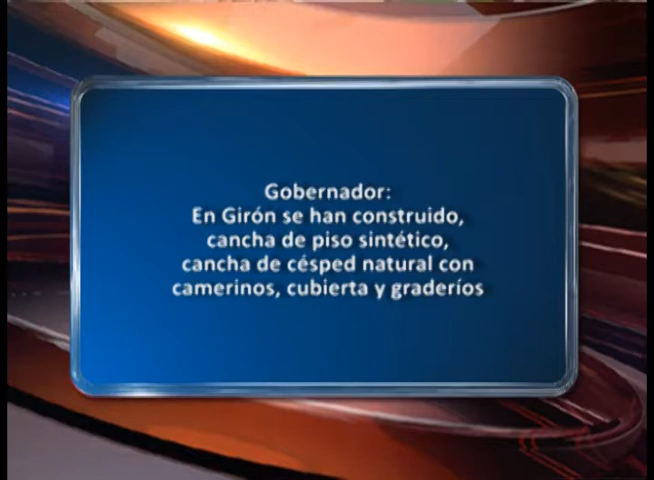 Gobernador:
En Girón se han construido,
cancha de piso sintético,
cancha de césped natural con
camerinos, cubierta y graderíos